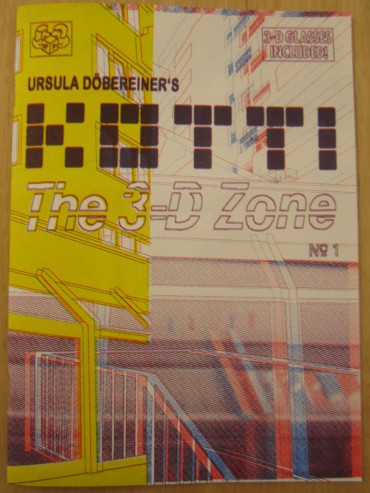 3-D GLASSES
INCLUDED!
URSULA DÖBEREINER'S
KOTTI
The 3-D Zone
Nº 1